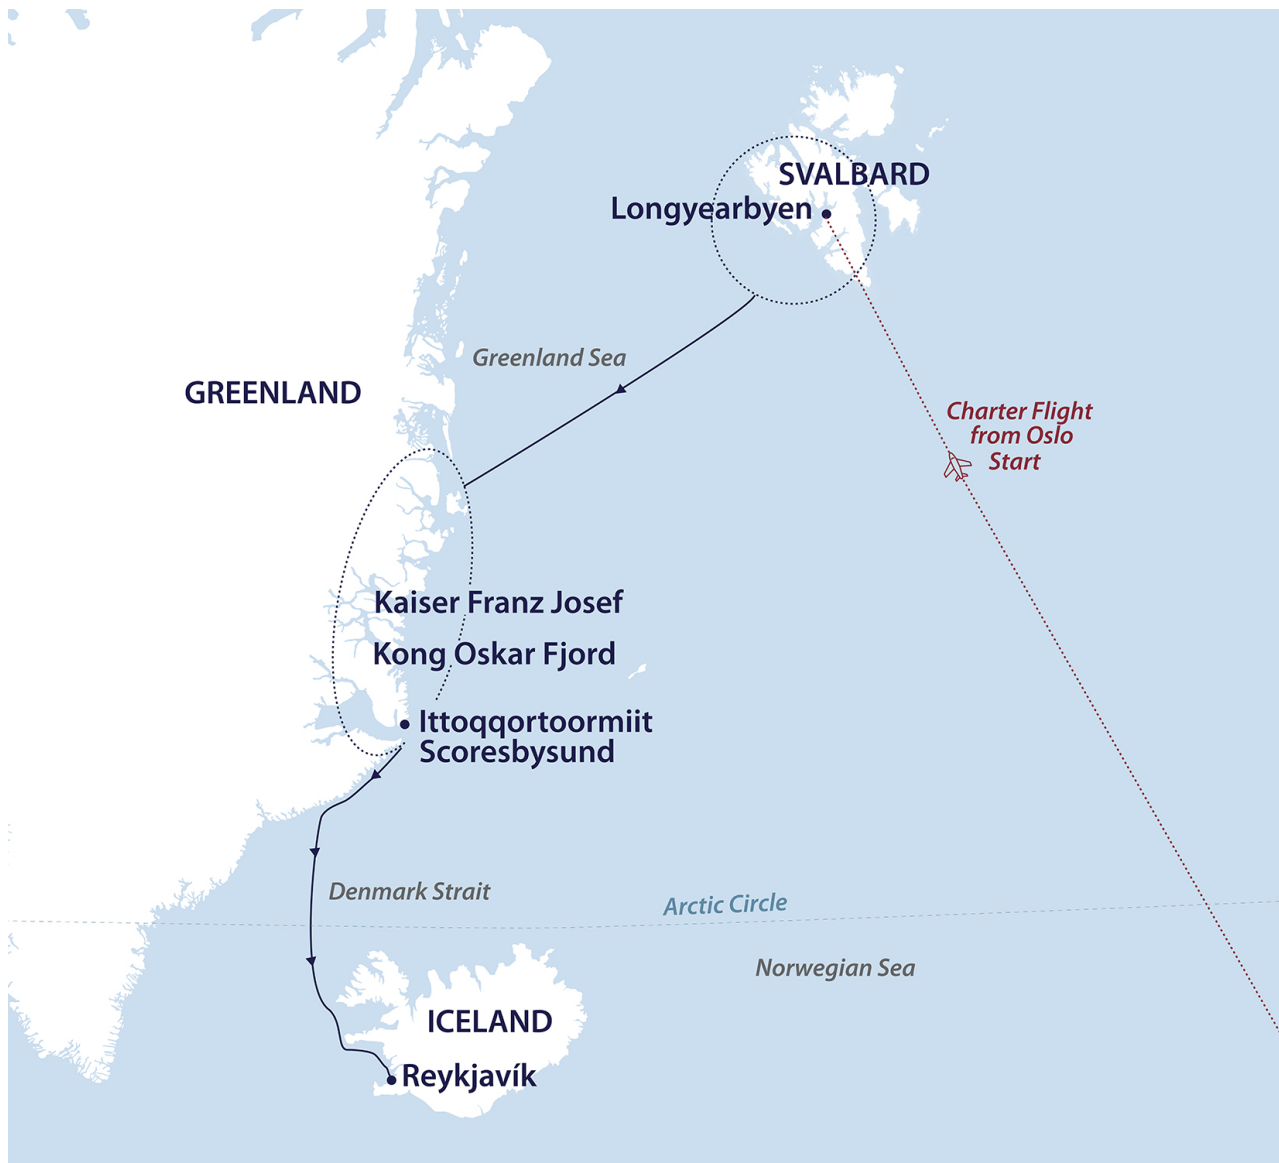 SVALBARD
Longyearbyen
Greenland Sea
GREENLAND
Charter Flight
from Oslo
Start
Kaiser Franz Josef
Kong Oskar Fjord
Ittoqqortoormiit
Scoresbysund
Denmark Strait
Arctic Circle
Norwegian Sea
ICELAND
Reykjavík